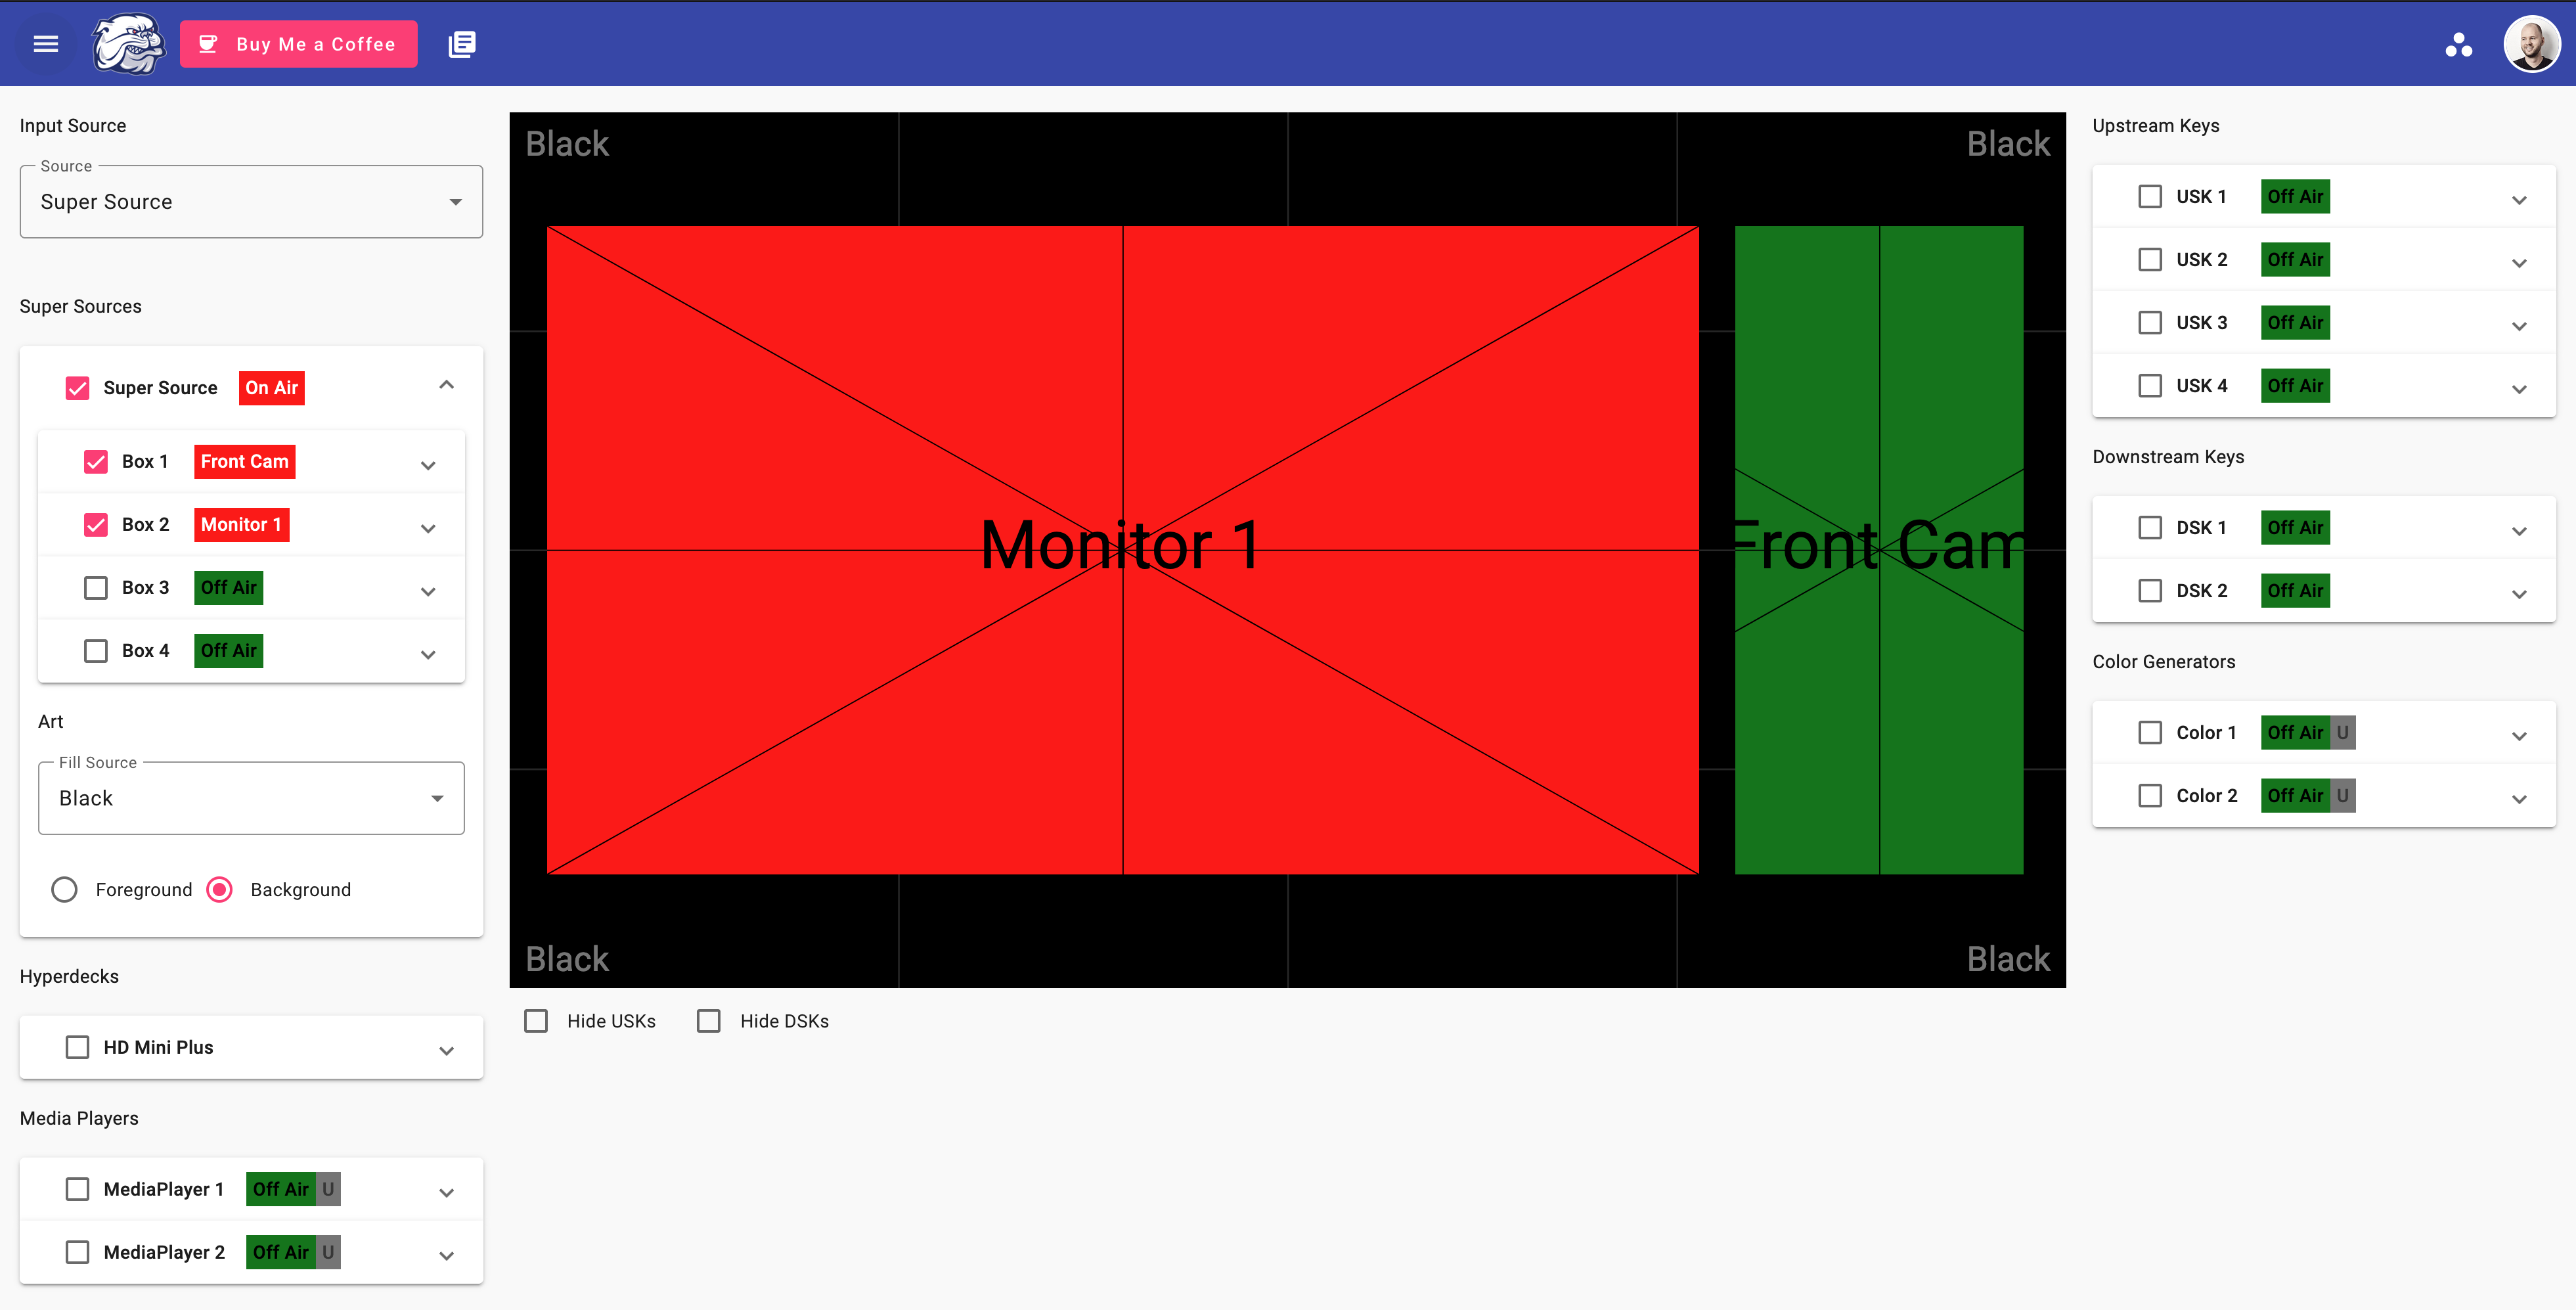 Buy Me a Coffee
Input Source
Source
Super Source
Super Sources
Super Source On Air
Box 1 Front Cam
Box 2 Monitor 1
Box 3 Off Air
Box 4 Off Air
Art
Fill Source
Black
Foreground Background
Hyperdecks
HD Mini Plus
Media Players
MediaPlayer 1 Off Air U
MediaPlayer 2 Off Air U
Black Black
Monitor 1 Front Cam
Black Black
Hide USKs Hide DSKs
Upstream Keys
USK 1 Off Air
USK 2 Off Air
USK 3 Off Air
USK 4 Off Air
Downstream Keys
DSK 1 Off Air
DSK 2 Off Air
Color Generators
Color 1 Off Air U
Color 2 Off Air U